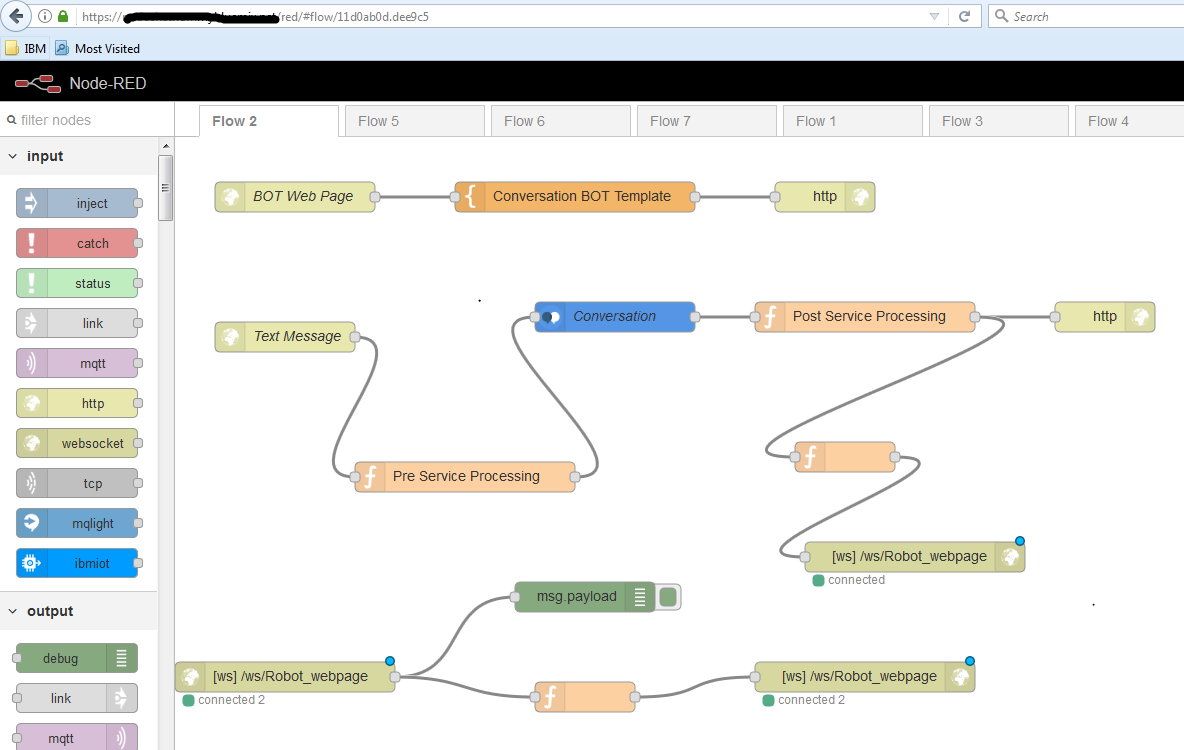 https://
/red/#flow/11d0ab0d.dee9c5
Search
IBM
Most Visited
Node-RED
filter nodes
Flow 2
Flow 5
Flow 6
Flow 7
Flow 1
Flow 3
Flow 4
input
inject
catch
status
link
mqtt
http
websocket
tcp
mqlight
ibmiot
output
debug
link
mqtt
BOT Web Page
Conversation BOT Template
http
Text Message
Conversation
Post Service Processing
http
Pre Service Processing
[ws] /ws/Robot_webpage
connected
msg.payload
[ws] /ws/Robot_webpage
connected 2
[ws] /ws/Robot_webpage
connected 2